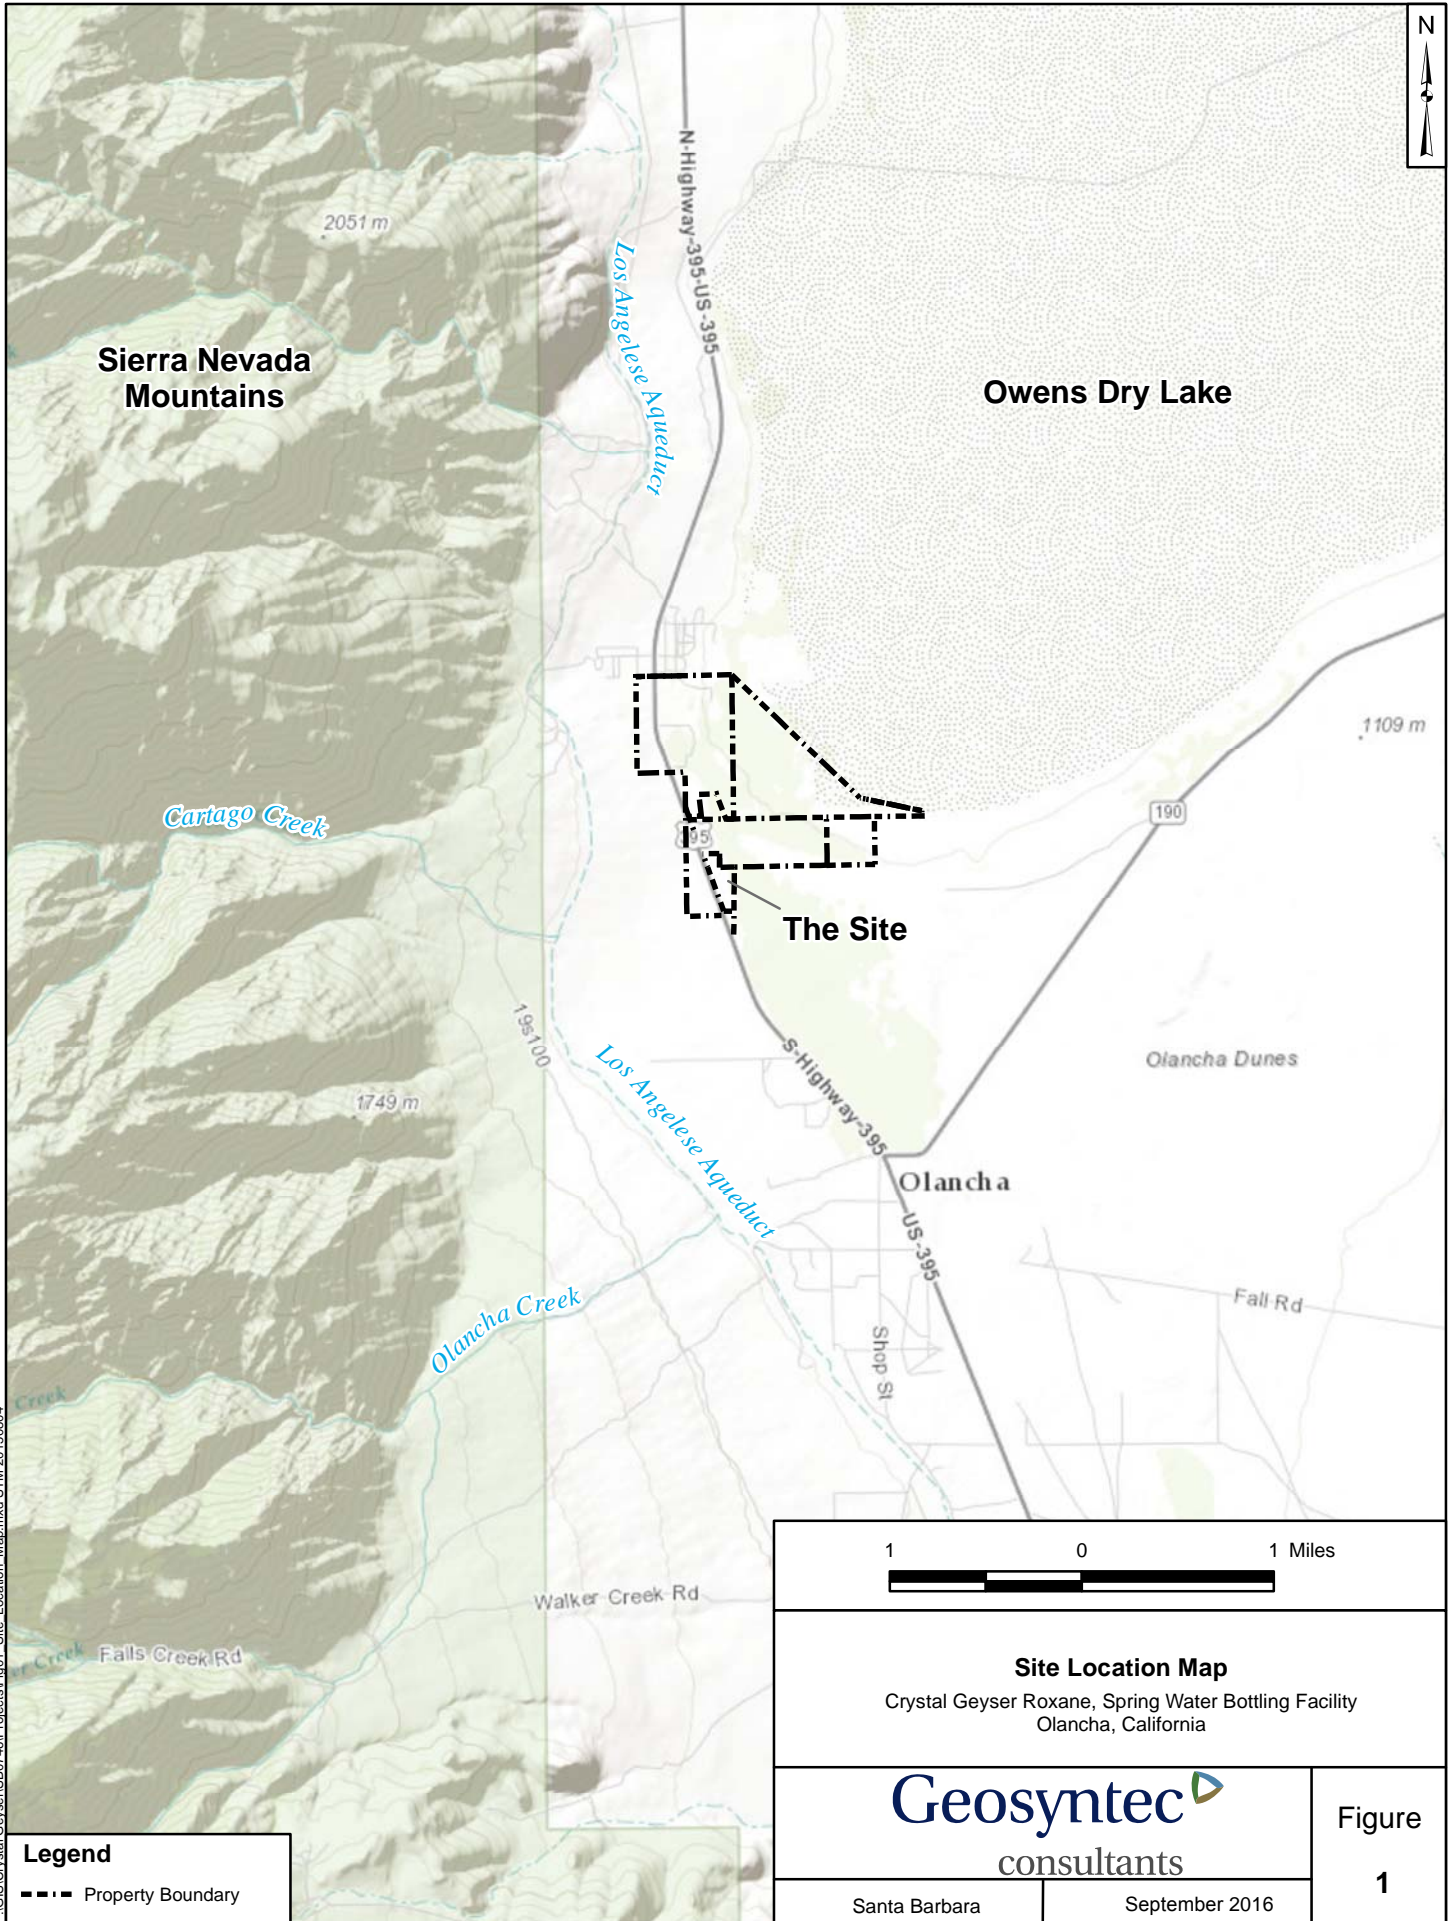 N
N-Highway-395-US-395
2051 m
Los Angelese Aqueduct
Sierra Nevada
Mountains
Owens Dry Lake
1109 m
190
Cartago Creek
395
The Site
19s100
Los Angelese Aqueduct
S-Highway-395
Olancha Dunes
1749 m
Olancha
US-395
Olancha Creek
Fall Rd
Shop St
Creek
Walker Creek Rd
Creek
Falls Creek Rd
1 0 1 Miles
Site Location Map
Crystal Geyser Roxane, Spring Water Bottling Facility
Olancha, California
Geosyntec
consultants
Figure
1
Santa Barbara
September 2016
Legend
Property Boundary